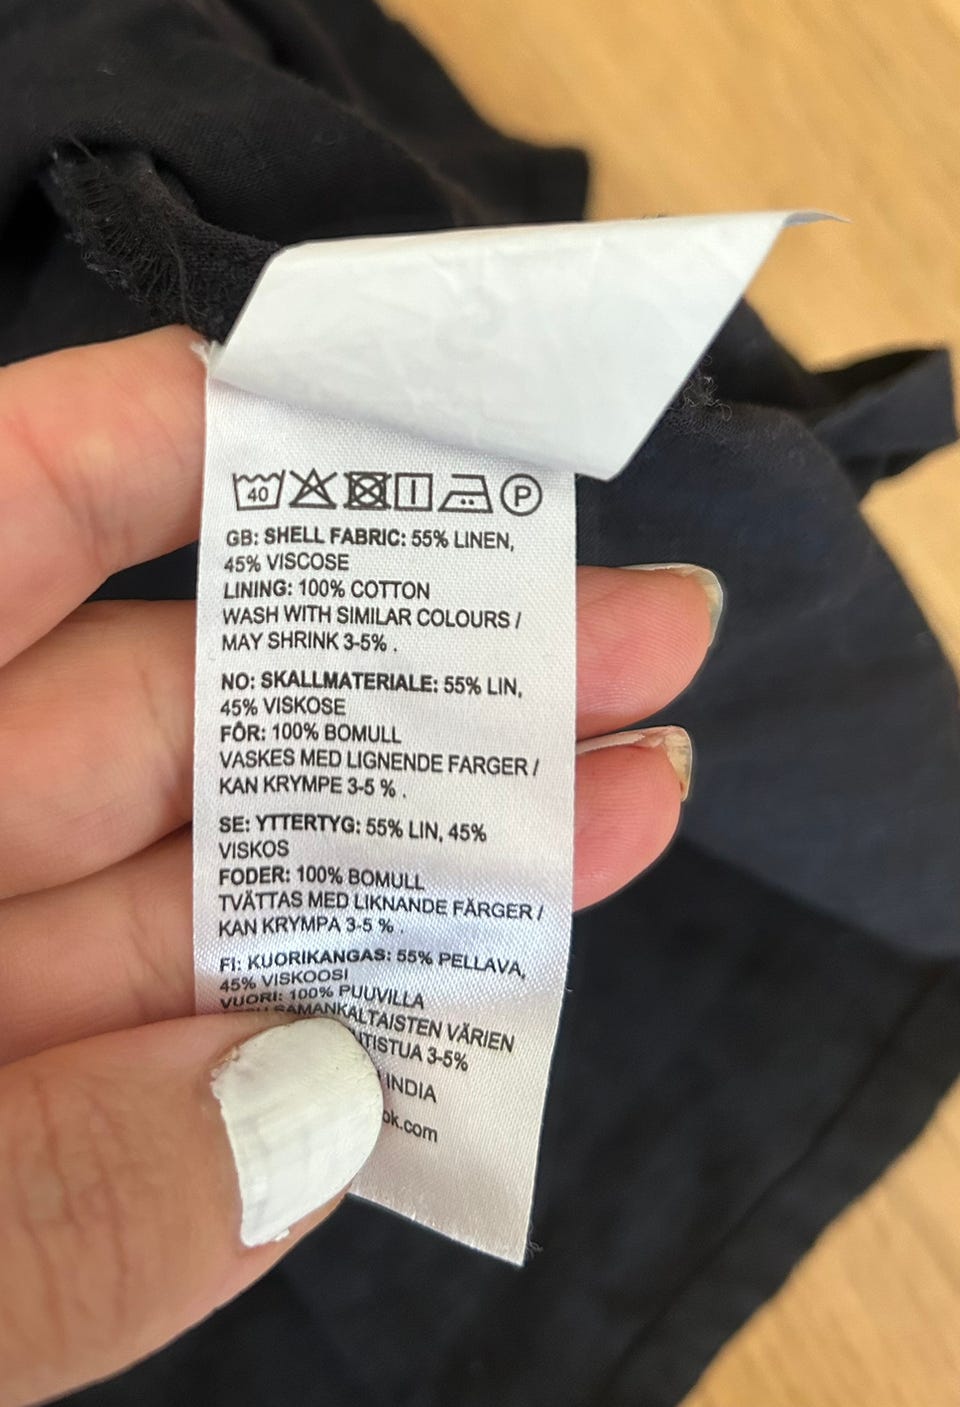 40 P
GB: SHELL FABRIC: 55% LINEN,
45% VISCOSE
LINING: 100% COTTON
WASH WITH SIMILAR COLOURS /
MAY SHRINK 3-5% .
NO: SKALLMATERIALE: 55% LIN,
45% VISKOSE
FÔR: 100% BOMULL
VASKES MED LIGNENDE FARGER /
KAN KRYMPE 3-5 % .
SE: YTTERTYG: 55% LIN, 45%
VISKOS
FODER: 100% BOMULL
TVÄTTAS MED LIKNANDE FÄRGER /
KAN KRYMPA 3-5 % .
FI: KUORIKANGAS: 55% PELLAVA,
45% VISKOOSI
VUORI: 100% PUUVILLA
SAMANKALTAISTEN VÄRIEN
3-5%
INDIA